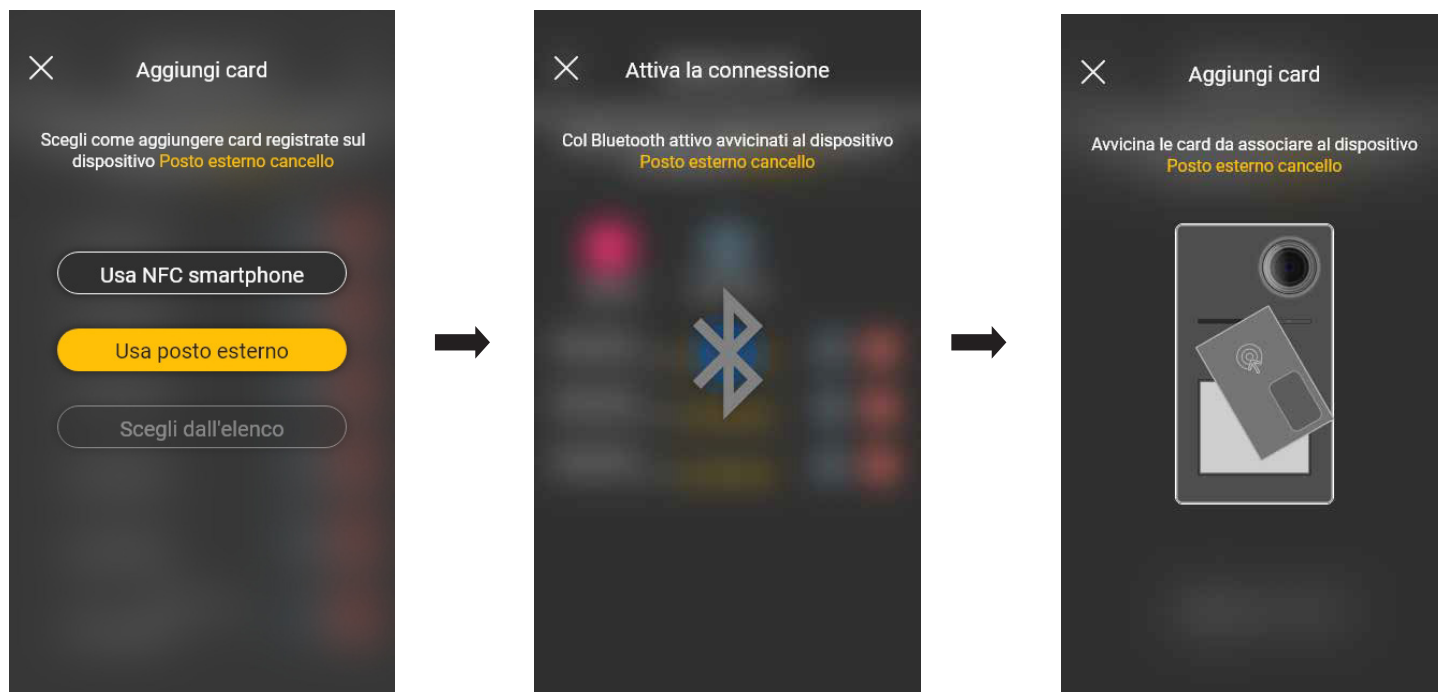 Aggiungi card
Scegli come aggiungere card registrate sul
dispositivo Posto esterno cancello
Usa NFC smartphone
Usa posto esterno
Scegli dall'elenco
Attiva la connessione
Col Bluetooth attivo avvicinati al dispositivo
Posto esterno cancello
Aggiungi card
Avvicina le card da associare al dispositivo
Posto esterno cancello